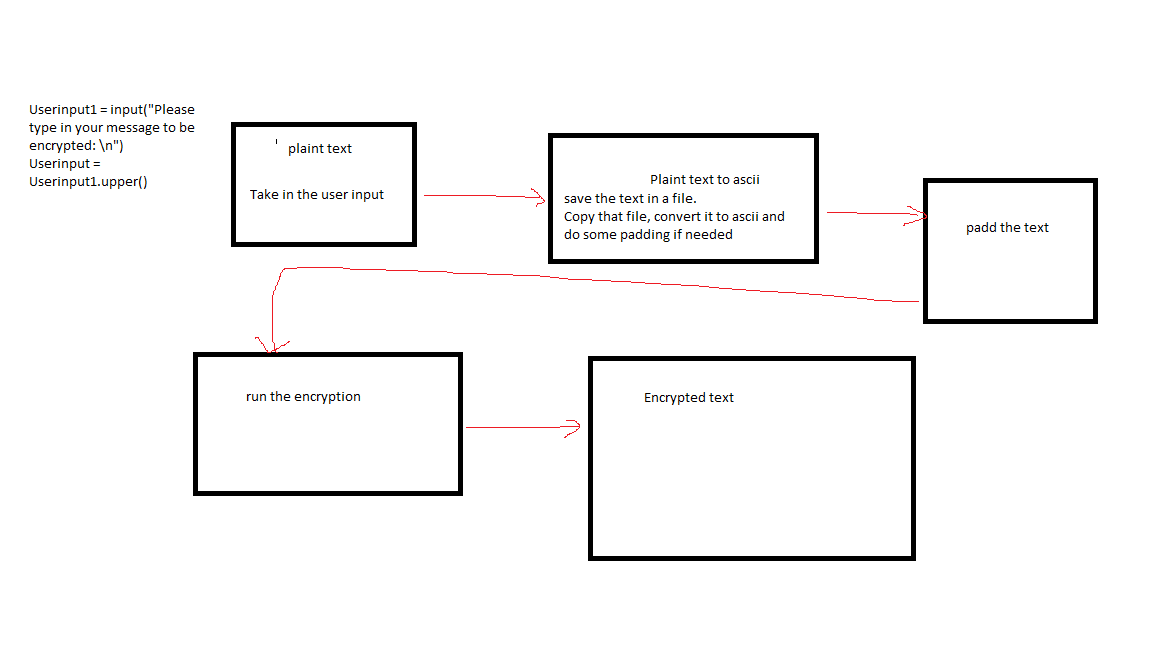 Userinput1 = input("Please
type in your message to be
encrypted: \n")
Userinput =
Userinput1.upper()
plaint text
Take in the user input
Plaint text to ascii
save the text in a file.
Copy that file, convert it to ascii and
do some padding if needed
padd the text
run the encryption
Encrypted text